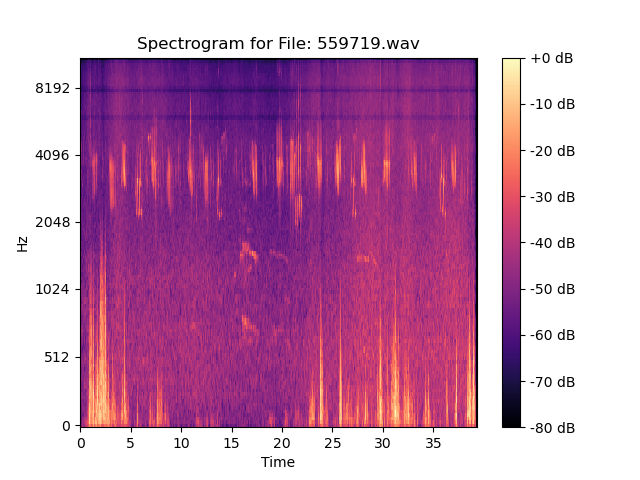 Spectrogram for File: 559719.wav
8192
4096
2048
1024
512
0
Hz
0 5 10 15 20 25 30 35
Time
+0 dB
-10 dB
-20 dB
-30 dB
-40 dB
-50 dB
-60 dB
-70 dB
-80 dB